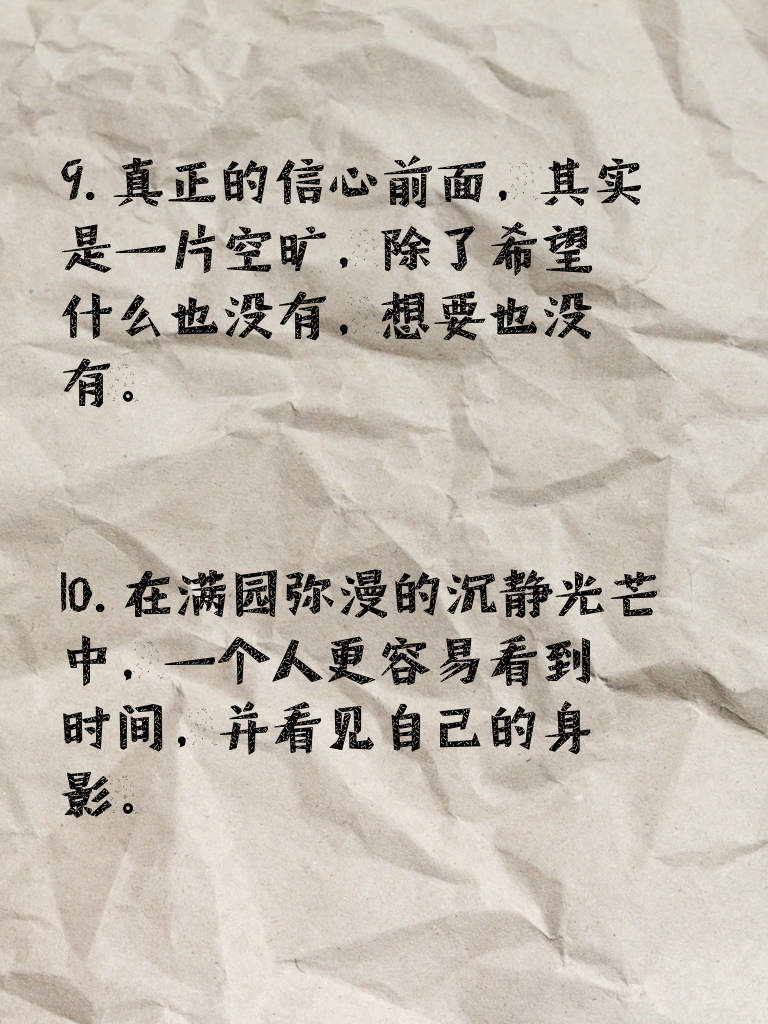 9.真正的信心前面，其实
是一片空旷，除了希望
什么也没有，想要也没
有。
10.在满园弥漫的沉静光芒
中，一个人更容易看到
时间，并看见自己的身
影。